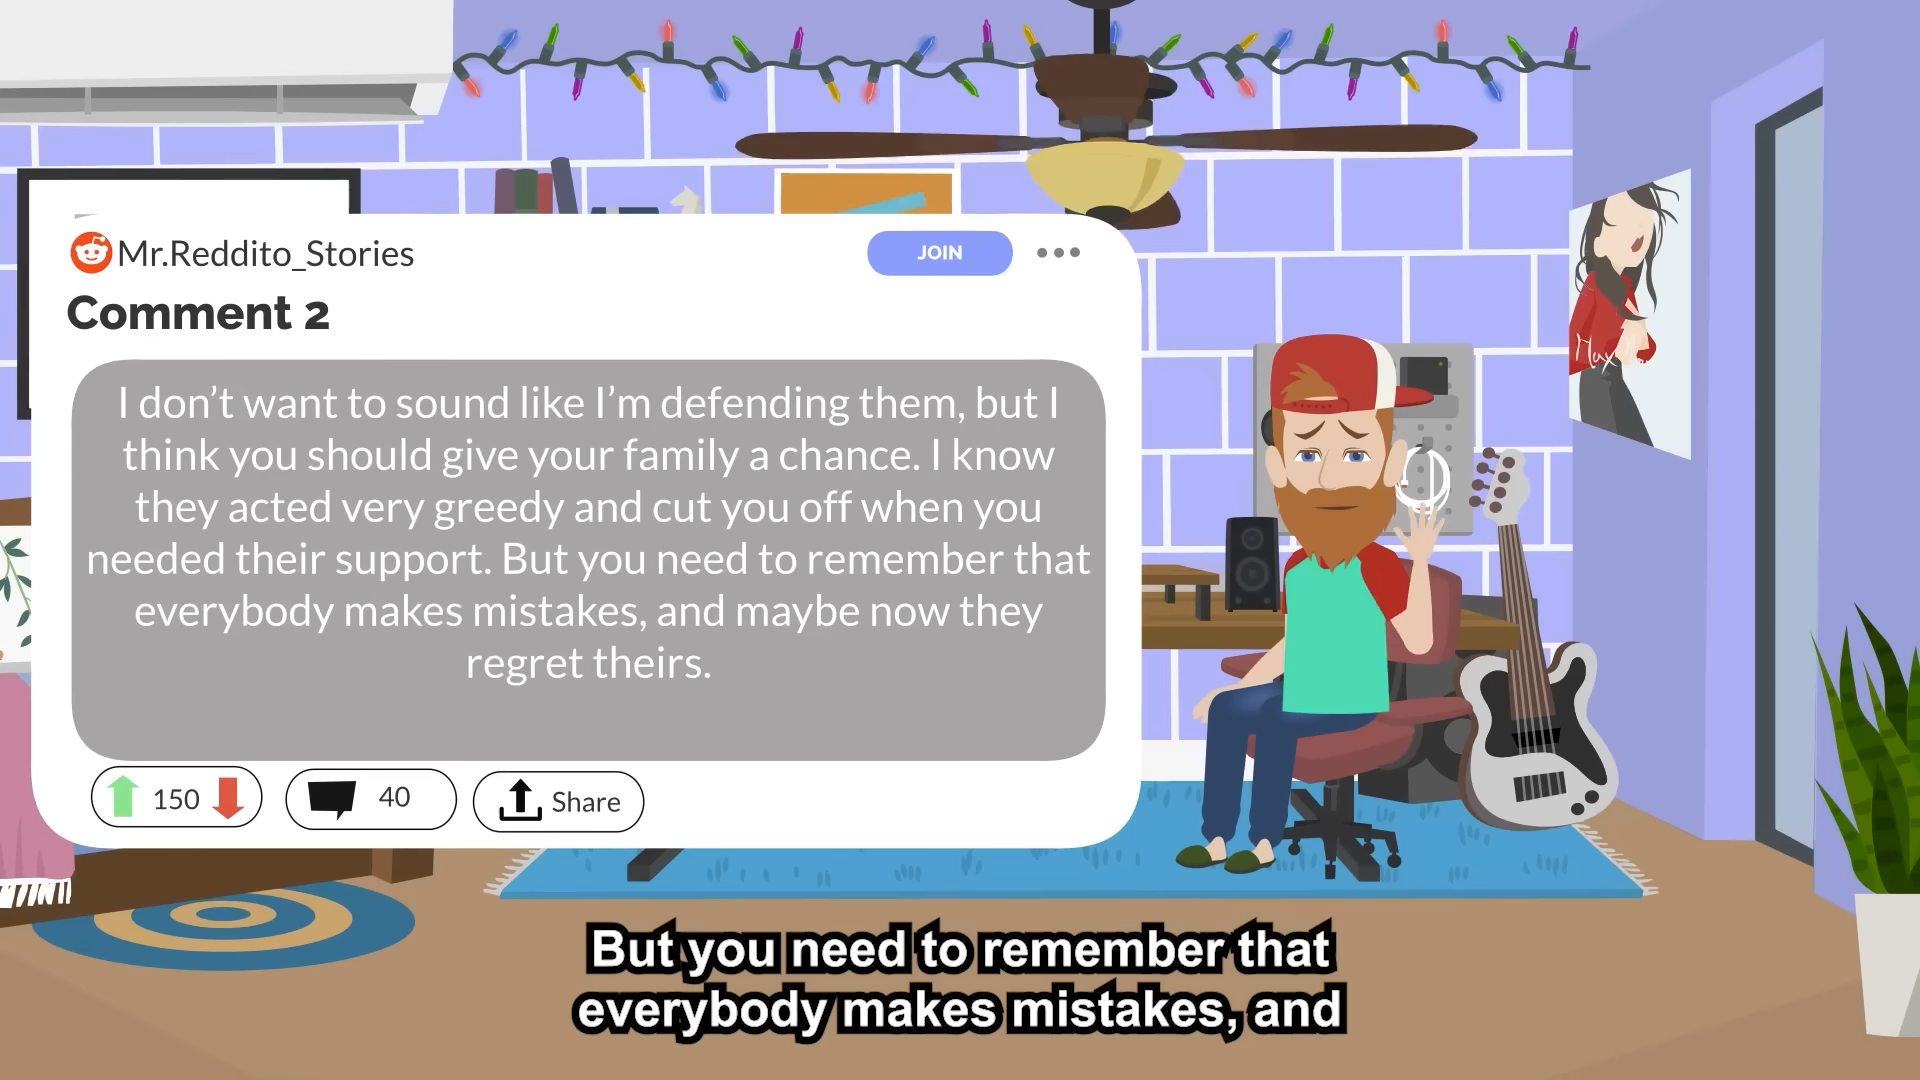 Mr.Reddito_Stories
JOIN
Comment 2
I don’t want to sound like I’m defending them, but I
think you should give your family a chance. I know
they acted very greedy and cut you off when you
needed their support. But you need to remember that
everybody makes mistakes, and maybe now they
regret theirs.
150
40
Share
But you need to remember that
everybody makes mistakes, and